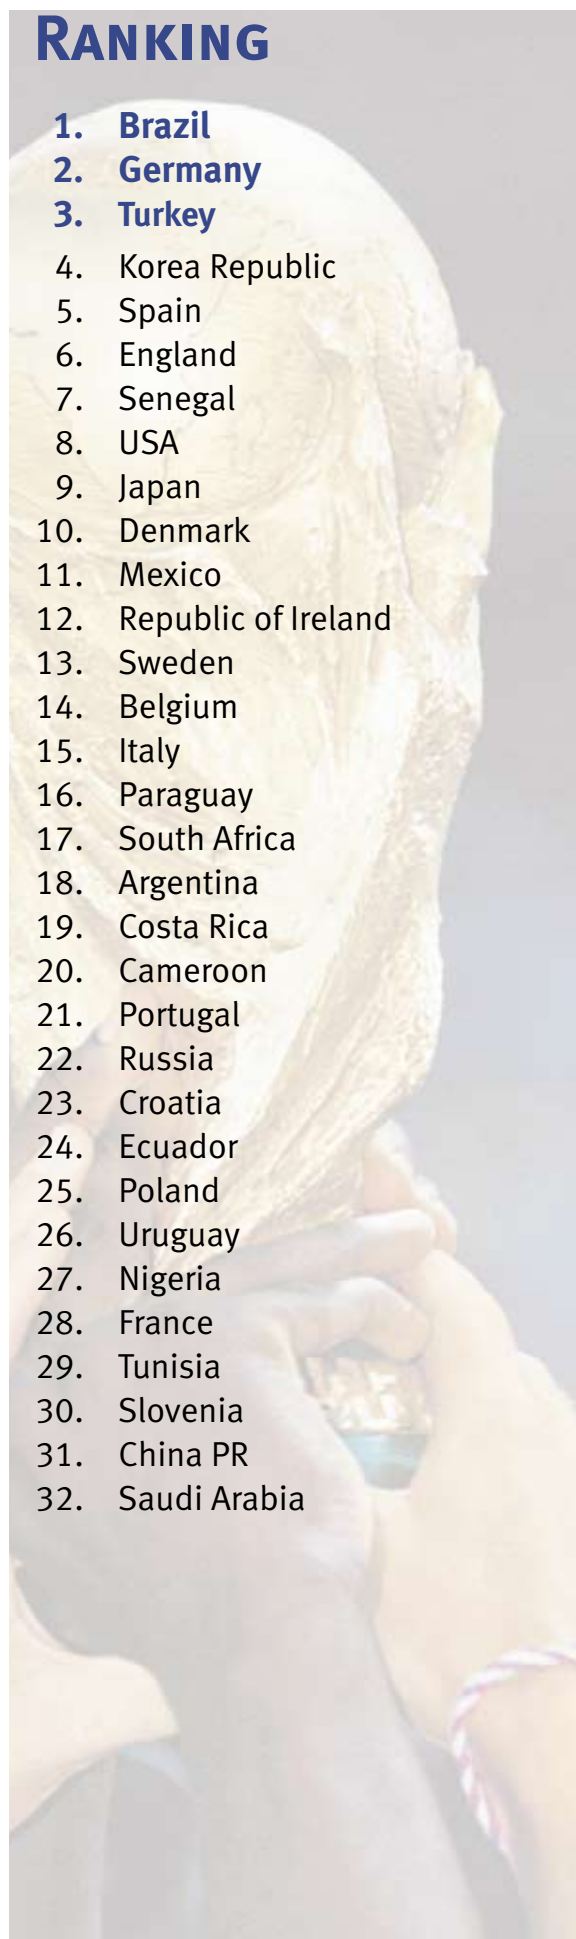 RANKING
1. Brazil
2. Germany
3. Turkey
4. Korea Republic
5. Spain
6. England
7. Senegal
8. USA
9. Japan
10. Denmark
11. Mexico
12. Republic of Ireland
13. Sweden
14. Belgium
15. Italy
16. Paraguay
17. South Africa
18. Argentina
19. Costa Rica
20. Cameroon
21. Portugal
22. Russia
23. Croatia
24. Ecuador
25. Poland
26. Uruguay
27. Nigeria
28. France
29. Tunisia
30. Slovenia
31. China PR
32. Saudi Arabia